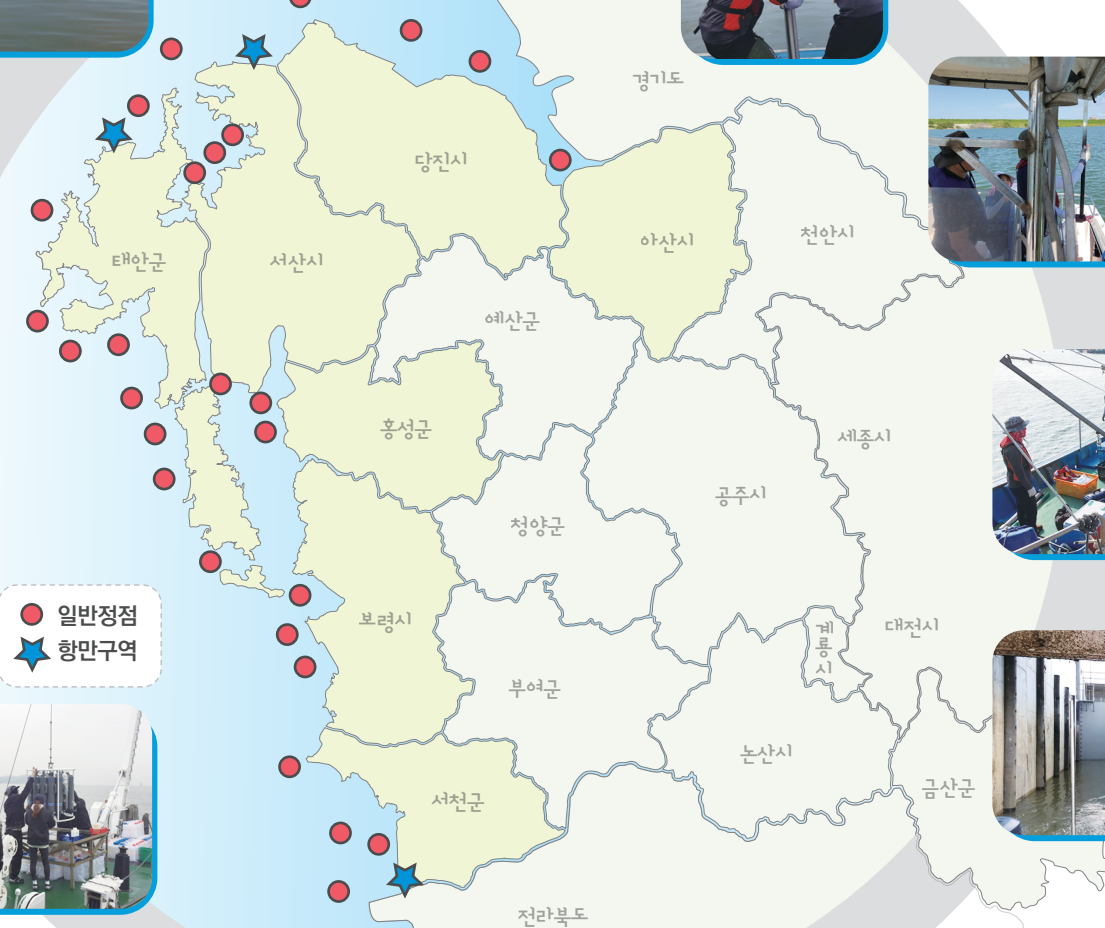 경기도
당진시
아산시
천안시
태안군
서산시
예산군
홍성군
세종시
공주시
청양군
일반정점
항만구역
보령시
계룡시
대전시
부여군
논산시
금산군
서천군
전라북도